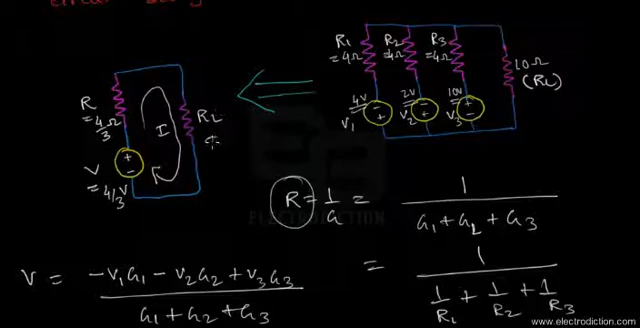 R1
=4Ω
R2
=4Ω
R3
=4Ω
10Ω
(RL)
4V
V1
2V
V2
10V
V3
+
-
+
+
-
R
=4/3Ω
I
RL
+
-
V
=4/3V
R = 1/G = 1/(G1+G2+G3)
V = (-V1G1 - V2G2 + V3G3)/(G1+G2+G3)
= 1/(1/R1 + 1/R2 + 1/R3)
ELECTRODICTION
www.electrodiction.com